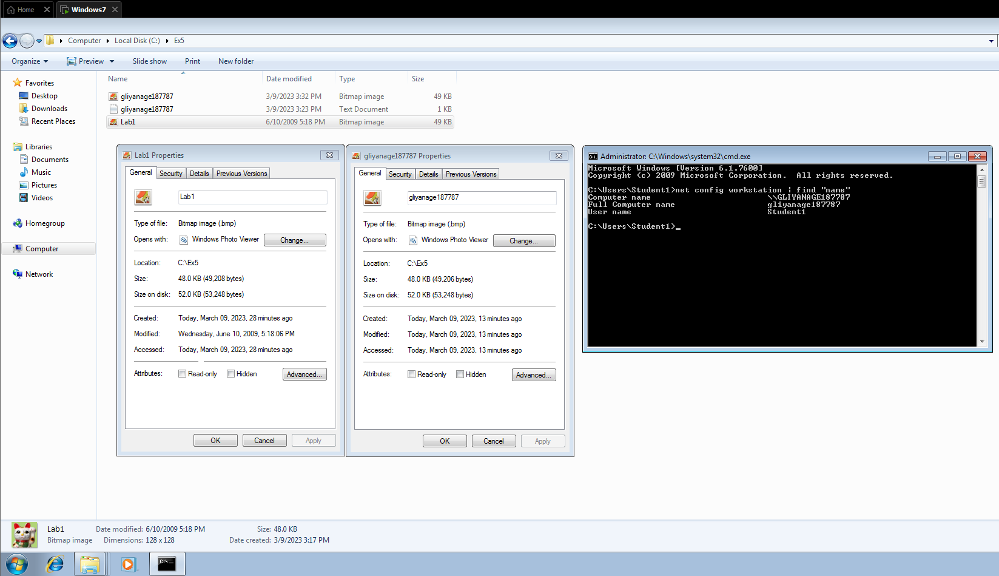 Home
Windows7
Computer Local Disk (C:) Ex5
Organize Preview Slide show Print New folder
Favorites
Desktop
Downloads
Recent Places
Libraries
Documents
Music
Pictures
Videos
Homegroup
Computer
Network
Name Date modified Type Size
gliyanage187787 3/9/2023 3:32 PM Bitmap image 49 KB
gliyanage187787 3/9/2023 3:23 PM Text Document 1 KB
Lab1 6/10/2009 5:18 PM Bitmap image 49 KB
Lab1 Properties
General Security Details Previous Versions
Lab1
Type of file: Bitmap image (.bmp)
Opens with: Windows Photo Viewer Change...
Location: C:\Ex5
Size: 48.0 KB (49,208 bytes)
Size on disk: 52.0 KB (53,248 bytes)
Created: Today, March 09, 2023, 28 minutes ago
Modified: Wednesday, June 10, 2009, 5:18:06 PM
Accessed: Today, March 09, 2023, 28 minutes ago
Attributes: Read-only Hidden Advanced...
OK Cancel Apply
gliyanage187787 Properties
General Security Details Previous Versions
gliyanage187787
Type of file: Bitmap image (.bmp)
Opens with: Windows Photo Viewer Change...
Location: C:\Ex5
Size: 48.0 KB (49,206 bytes)
Size on disk: 52.0 KB (53,248 bytes)
Created: Today, March 09, 2023, 13 minutes ago
Modified: Today, March 09, 2023, 13 minutes ago
Accessed: Today, March 09, 2023, 13 minutes ago
Attributes: Read-only Hidden Advanced...
OK Cancel Apply
Administrator: C:\Windows\system32\cmd.exe
Microsoft Windows [Version 6.1.7600]
Copyright (c) 2009 Microsoft Corporation.  All rights reserved.
C:\Users\Student1>net config workstation | find "name"
Computer name \\GLIYANAGE187787
Full Computer name gliyanage187787
User name Student1
C:\Users\Student1>_
Lab1 Date modified: 6/10/2009 5:18 PM Size: 48.0 KB
Bitmap image Dimensions: 128 x 128 Date created: 3/9/2023 3:17 PM